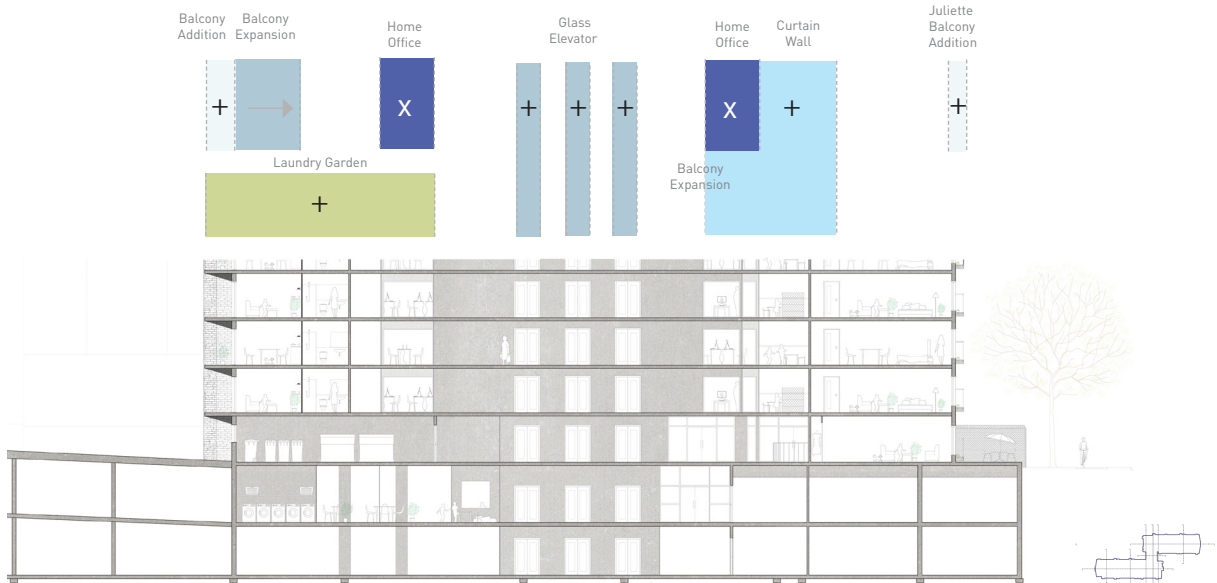 Balcony
Addition
Balcony
Expansion
Home
Office
Glass
Elevator
Home
Office
Curtain
Wall
Juliette
Balcony
Addition
+
X
+
+
+
X
+
+
Laundry Garden
+
Balcony
Expansion